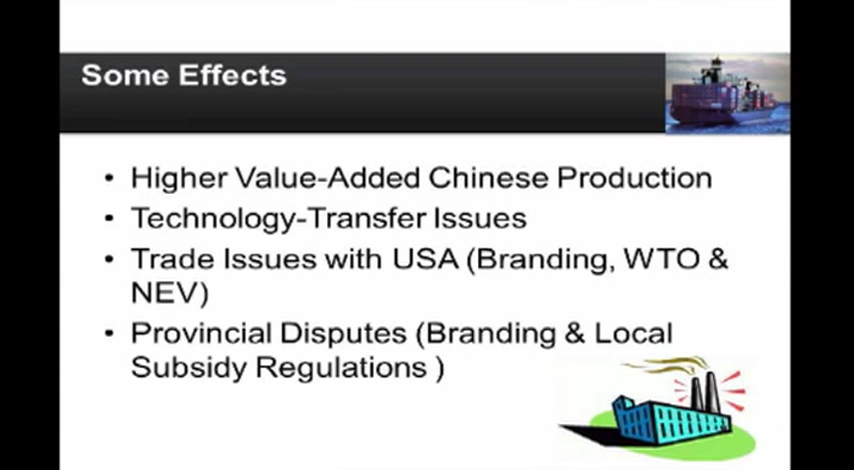 Some Effects
• Higher Value-Added Chinese Production
• Technology-Transfer Issues
• Trade Issues with USA (Branding, WTO &
NEV)
• Provincial Disputes (Branding & Local
Subsidy Regulations )